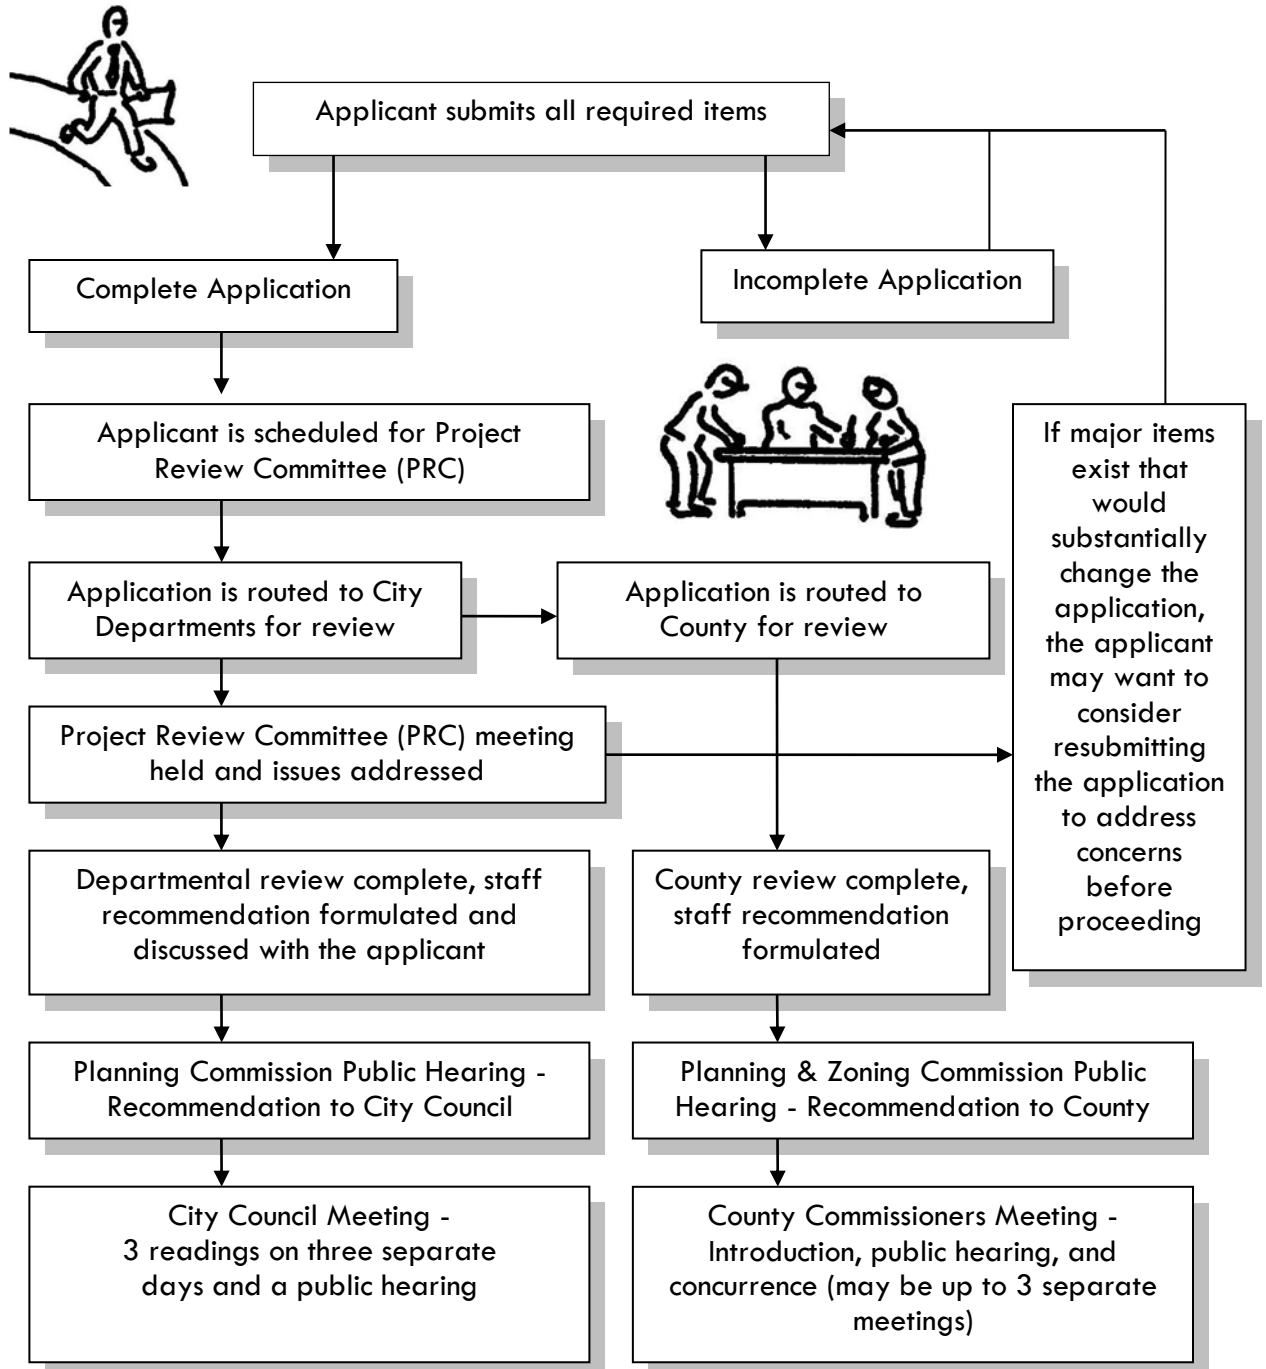 Applicant submits all required items
Complete Application
Incomplete Application
Applicant is scheduled for Project
Review Committee (PRC)
Application is routed to City
Departments for review
Application is routed to
County for review
If major items
exist that
would
substantially
change the
application,
the applicant
may want to
consider
resubmitting
the application
to address
concerns
before
proceeding
Project Review Committee (PRC) meeting
held and issues addressed
Departmental review complete, staff
recommendation formulated and
discussed with the applicant
County review complete,
staff recommendation
formulated
Planning Commission Public Hearing -
Recommendation to City Council
Planning & Zoning Commission Public
Hearing - Recommendation to County
City Council Meeting -
3 readings on three separate
days and a public hearing
County Commissioners Meeting -
Introduction, public hearing, and
concurrence (may be up to 3 separate
meetings)